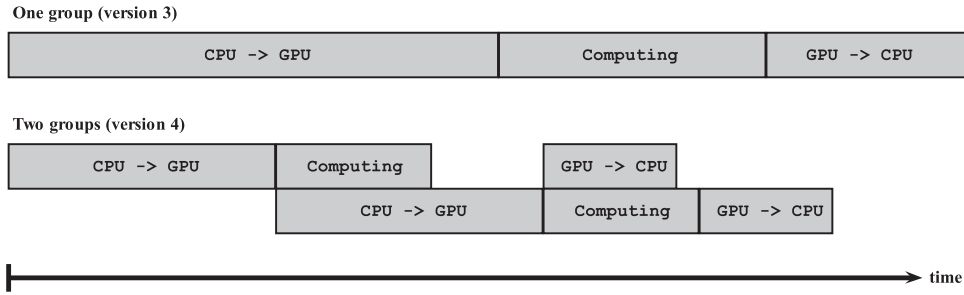 One group (version 3)
CPU -> GPU Computing GPU -> CPU
Two groups (version 4)
CPU -> GPU Computing GPU -> CPU
CPU -> GPU Computing GPU -> CPU
time